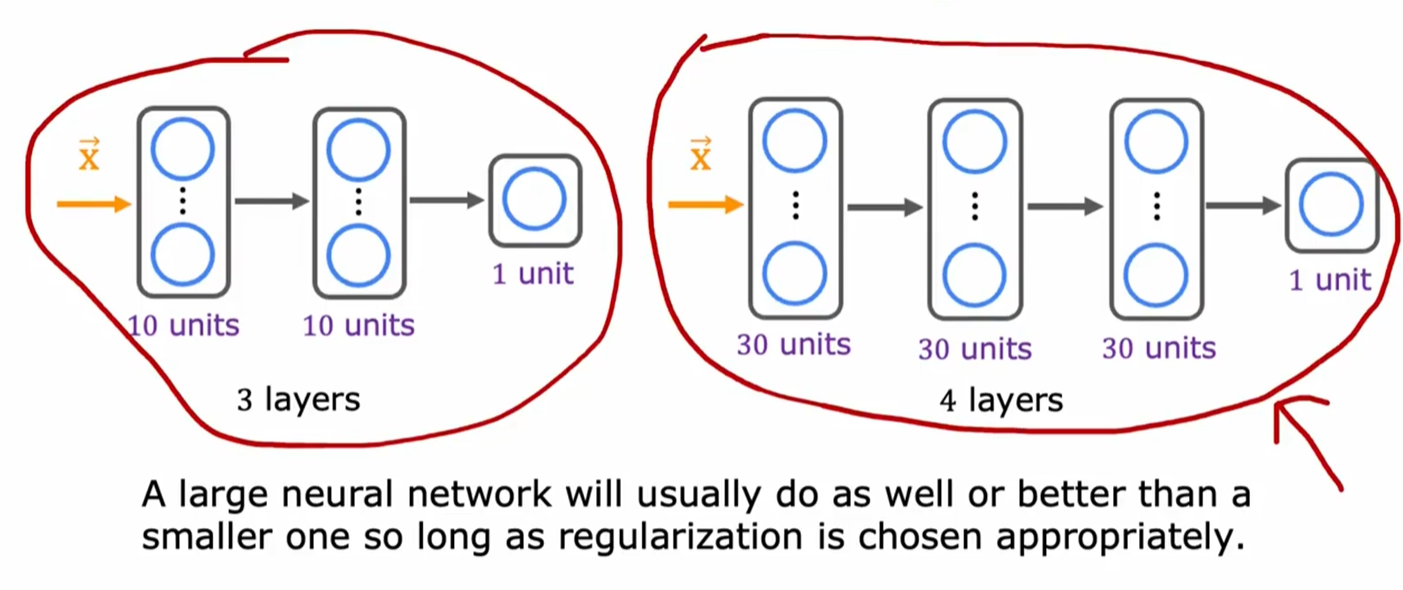 x⃗
10 units
10 units
1 unit
3 layers
x⃗
30 units
30 units
30 units
1 unit
4 layers
A large neural network will usually do as well or better than a
smaller one so long as regularization is chosen appropriately.